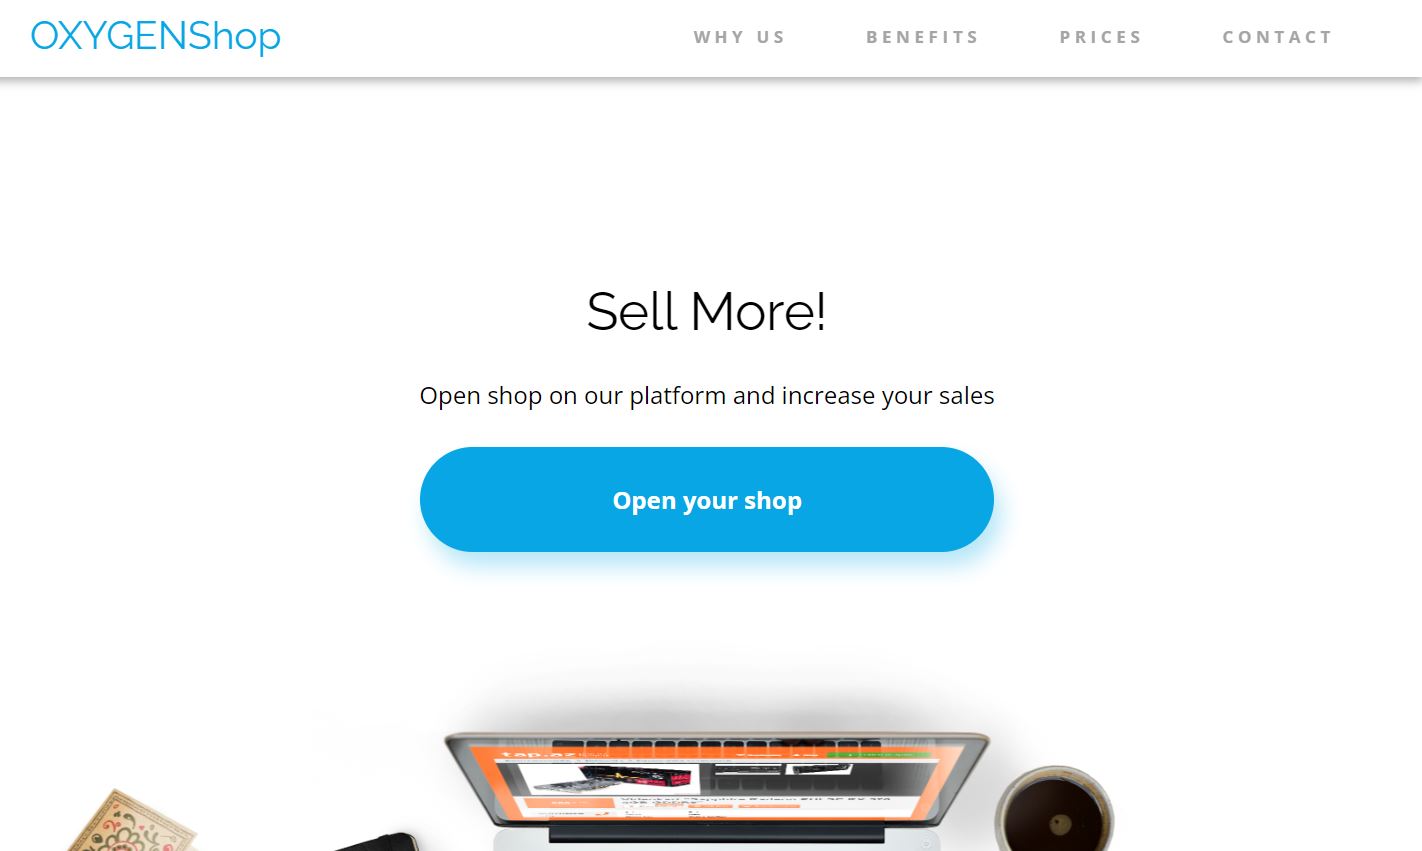 OXYGENShop
WHY US
BENEFITS
PRICES
CONTACT
Sell More!
Open shop on our platform and increase your sales
Open your shop
tap.az